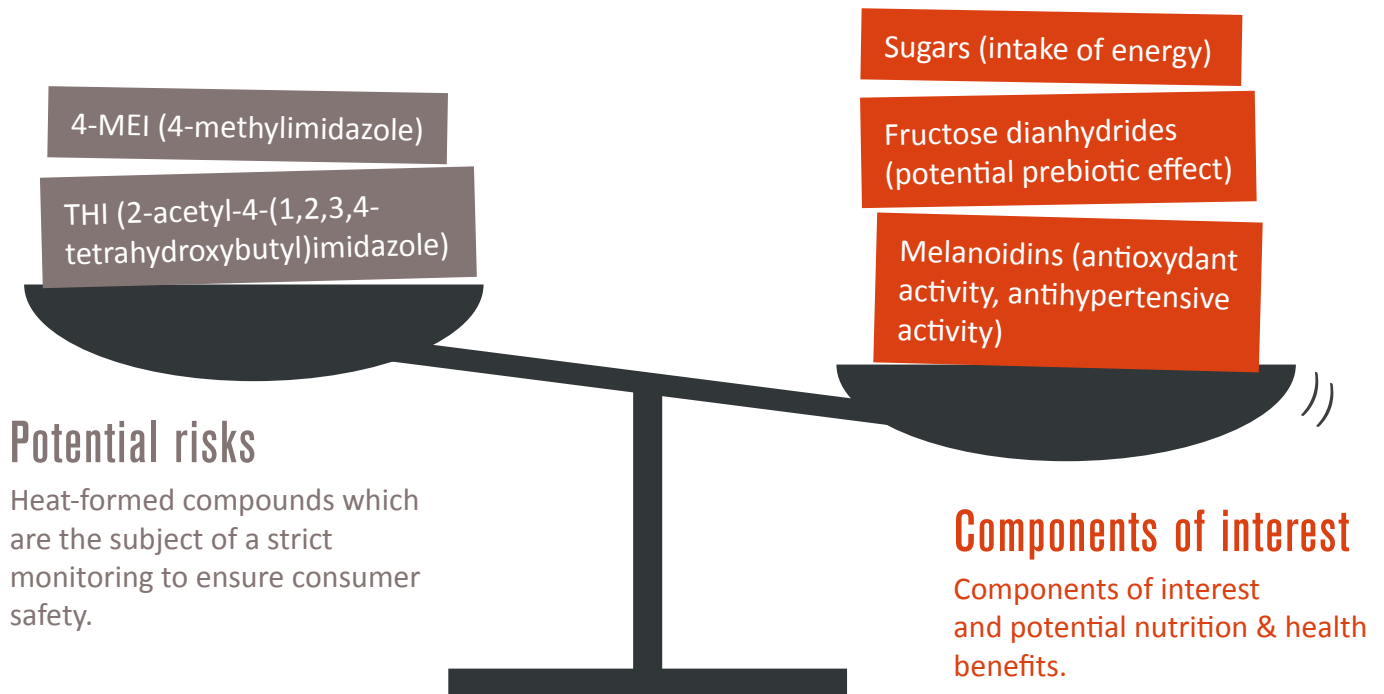 4-MEI (4-methylimidazole)
THI (2-acetyl-4-(1,2,3,4-
tetrahydroxybutyl)imidazole)
Potential risks
Heat-formed compounds which
are the subject of a strict
monitoring to ensure consumer
safety.
Sugars (intake of energy)
Fructose dianhydrides
(potential prebiotic effect)
Melanoidins (antioxydant
activity, antihypertensive
activity)
Components of interest
Components of interest
and potential nutrition & health
benefits.